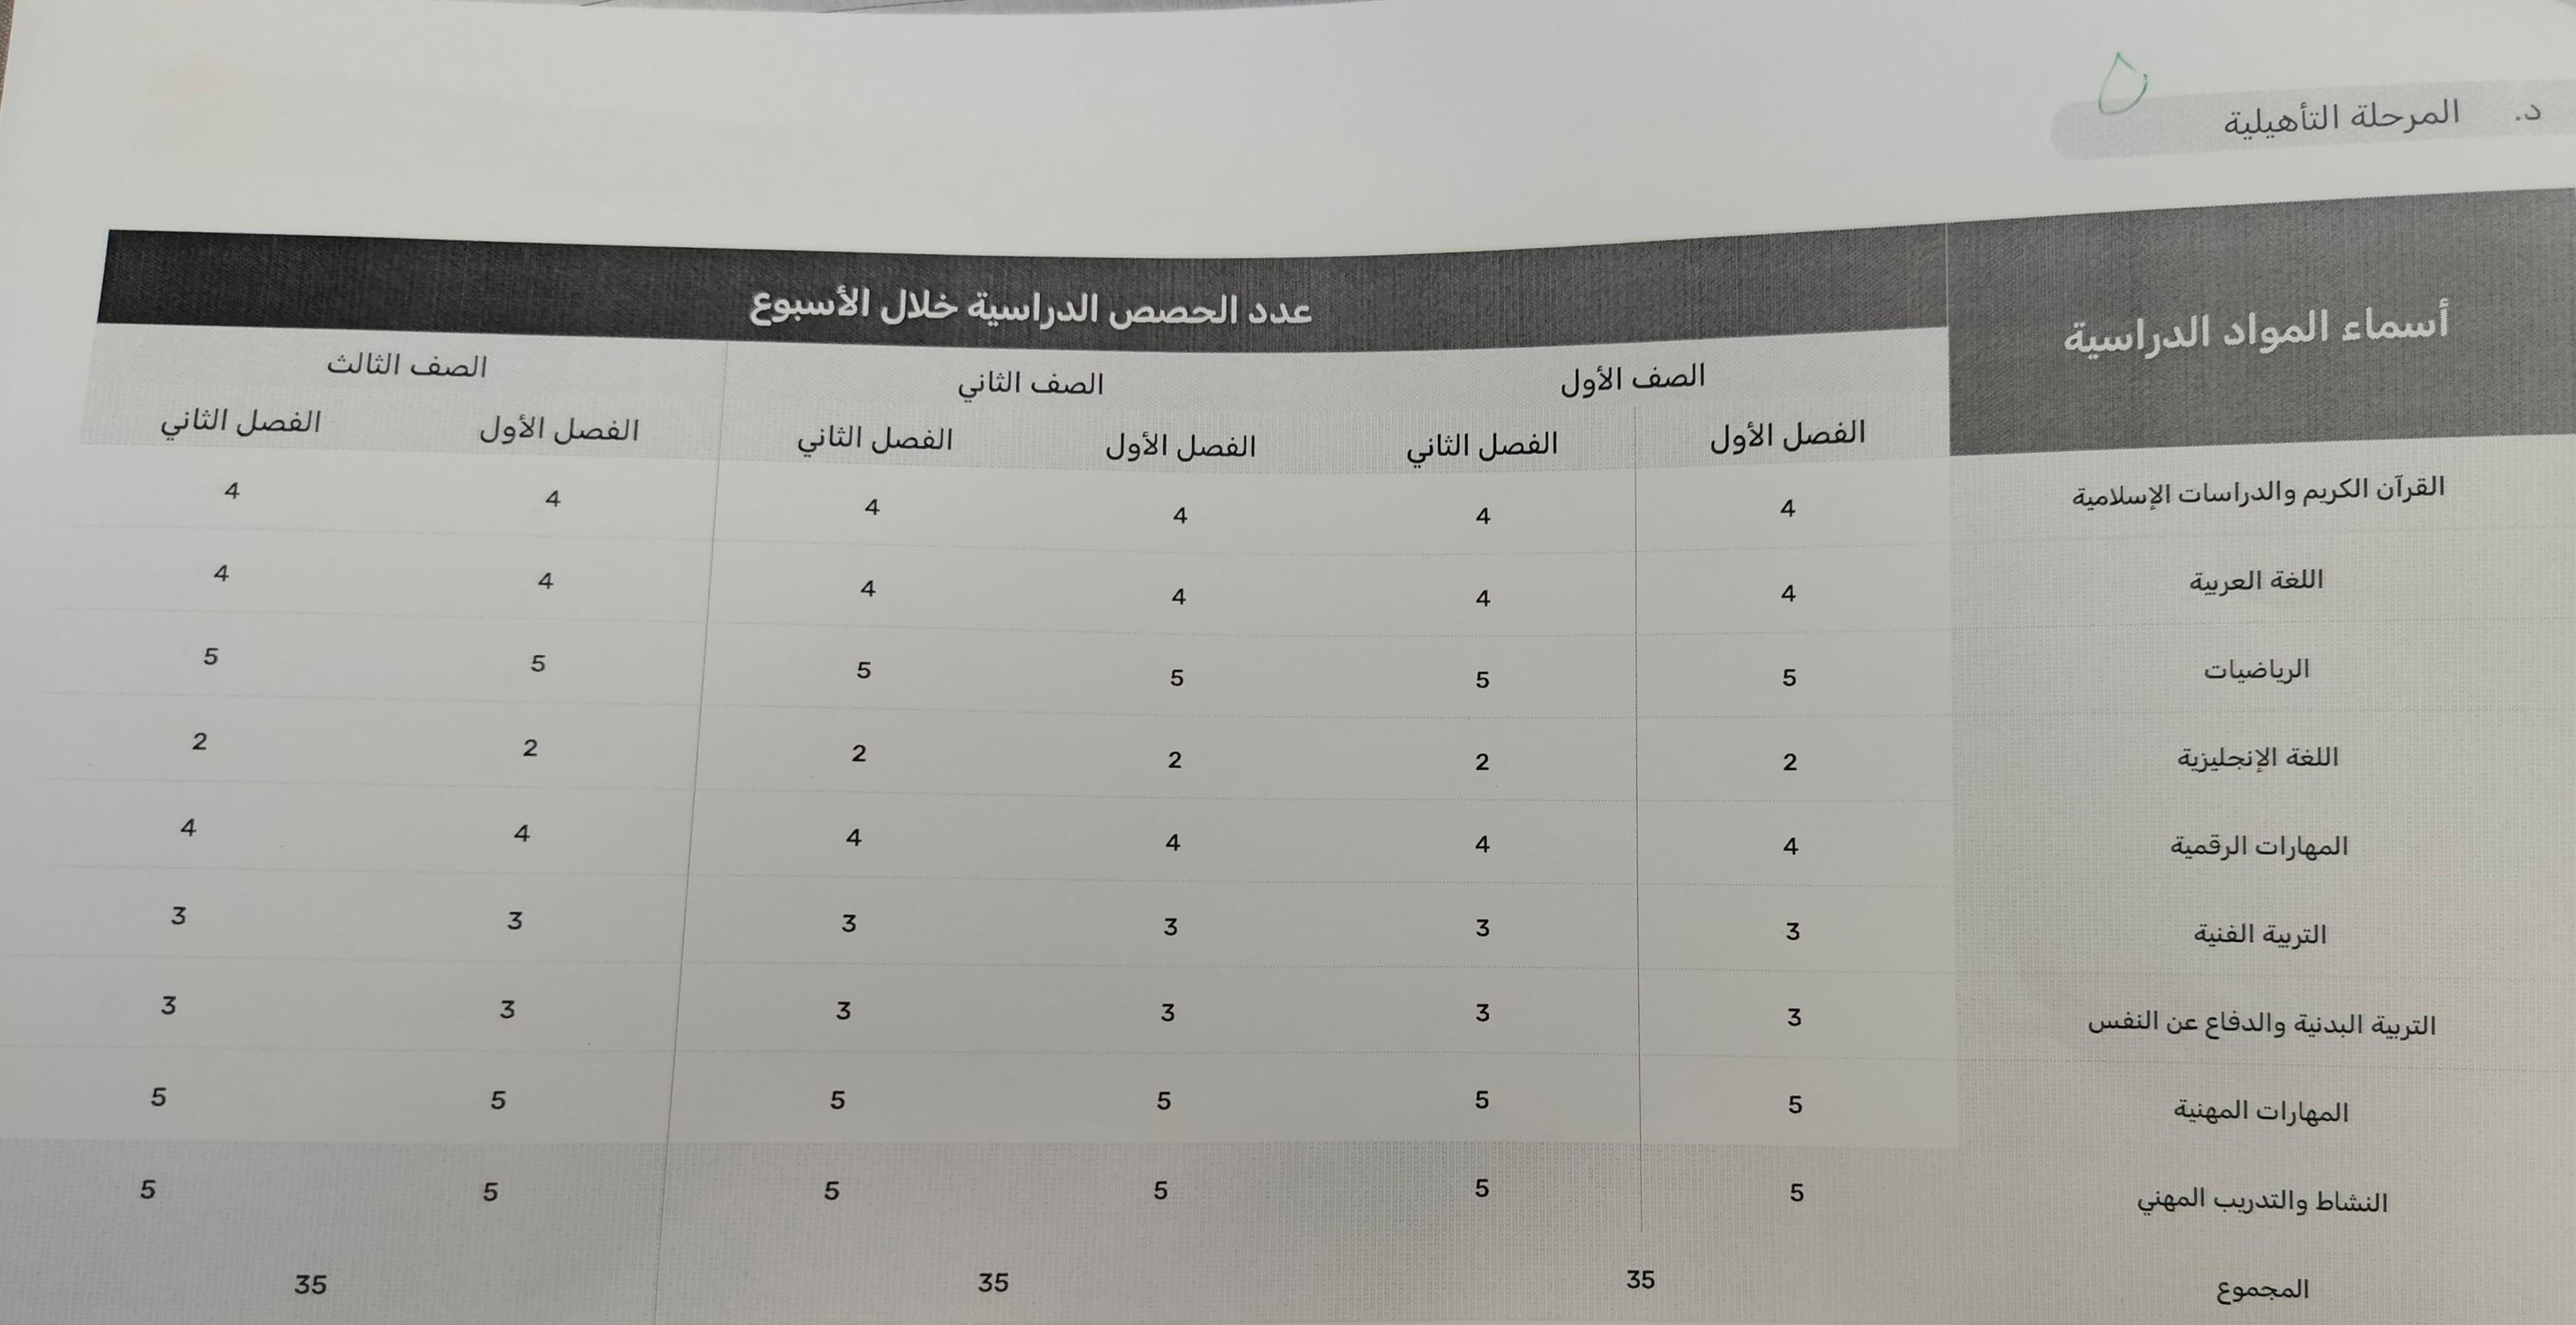 د. المرحلة التأهيلية
أسماء المواد الدراسية عدد الحصص الدراسية خلال الأسبوع
الصف الأول الصف الثاني الصف الثالث
الفصل الأول الفصل الثاني الفصل الأول الفصل الثاني الفصل الأول الفصل الثاني
القرآن الكريم والدراسات الإسلامية 4 4 4 4 4 4
اللغة العربية 4 4 4 4 4 4
الرياضيات 5 5 5 5 5 5
اللغة الإنجليزية 2 2 2 2 2 2
المهارات الرقمية 4 4 4 4 4 4
التربية الفنية 3 3 3 3 3 3
التربية البدنية والدفاع عن النفس 3 3 3 3 3 3
المهارات المهنية 5 5 5 5 5 5
النشاط والتدريب المهني 5 5 5 5 5 5
المجموع 35 35 35